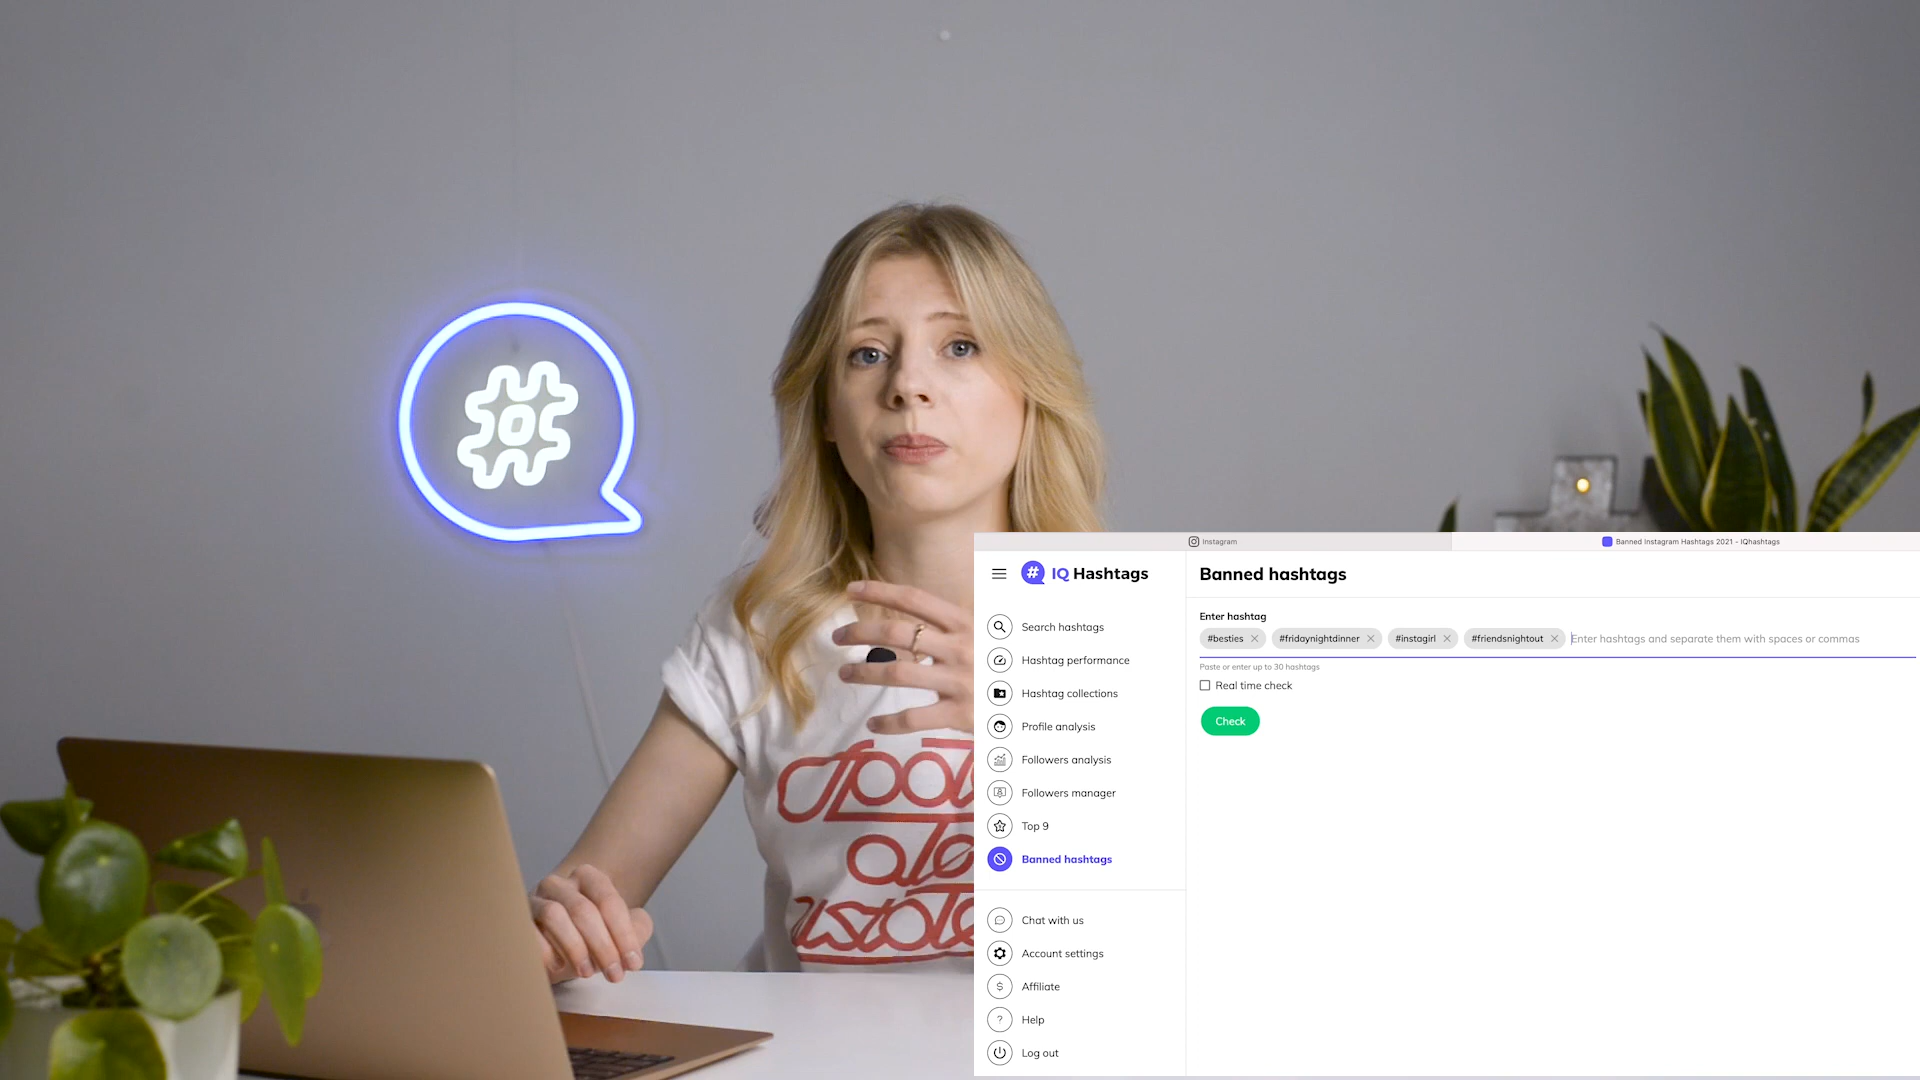 #
Instagram
Banned Instagram Hashtags 2021 - IQhashtags
# IQ Hashtags
Search hashtags
Hashtag performance
Hashtag collections
Profile analysis
Followers analysis
Followers manager
Top 9
Banned hashtags
Chat with us
Account settings
$ Affiliate
? Help
Log out
Banned hashtags
Enter hashtag
#besties × #fridaynightdinner × #instagirl × #friendsnightout × Enter hashtags and separate them with spaces or commas
Paste or enter up to 30 hashtags
Real time check
Check